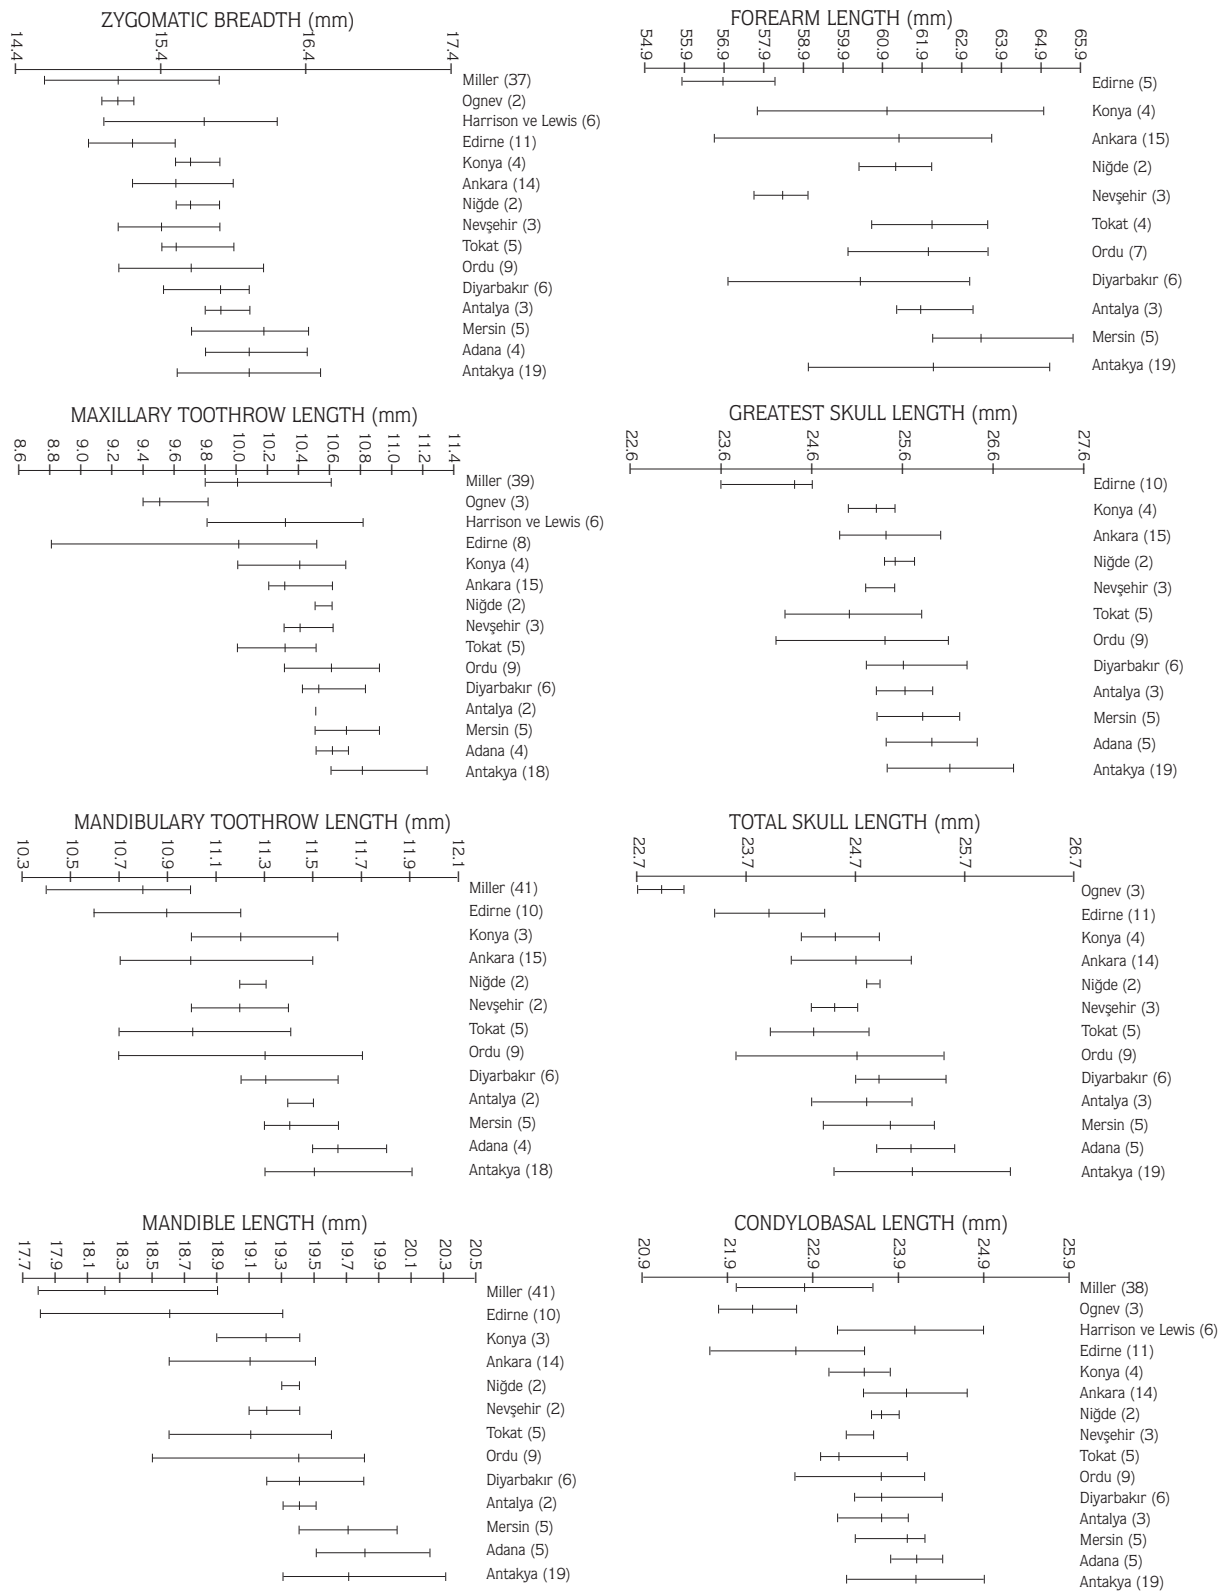 ZYGOMATIC BREADTH (mm)
14.4 15.4 16.4 17.4
Miller (37)
Ognev (2)
Harrison ve Lewis (6)
Edirne (11)
Konya (4)
Ankara (14)
Niğde (2)
Nevşehir (3)
Tokat (5)
Ordu (9)
Diyarbakır (6)
Antalya (3)
Mersin (5)
Adana (4)
Antakya (19)
FOREARM LENGTH (mm)
54.9 55.9 56.9 57.9 58.9 59.9 60.9 61.9 62.9 63.9 64.9 65.9
Edirne (5)
Konya (4)
Ankara (15)
Niğde (2)
Nevşehir (3)
Tokat (4)
Ordu (7)
Diyarbakır (6)
Antalya (3)
Mersin (5)
Antakya (19)
MAXILLARY TOOTHROW LENGTH (mm)
8.6 8.8 9.0 9.2 9.4 9.6 9.8 10.0 10.2 10.4 10.6 10.8 11.0 11.2 11.4
Miller (39)
Ognev (3)
Harrison ve Lewis (6)
Edirne (8)
Konya (4)
Ankara (15)
Niğde (2)
Nevşehir (3)
Tokat (5)
Ordu (9)
Diyarbakır (6)
Antalya (2)
Mersin (5)
Adana (4)
Antakya (18)
GREATEST SKULL LENGTH (mm)
22.6 23.6 24.6 25.6 26.6 27.6
Edirne (10)
Konya (4)
Ankara (15)
Niğde (2)
Nevşehir (3)
Tokat (5)
Ordu (9)
Diyarbakır (6)
Antalya (3)
Mersin (5)
Adana (5)
Antakya (19)
MANDIBULARY TOOTHROW LENGTH (mm)
10.3 10.5 10.7 10.9 11.1 11.3 11.5 11.7 11.9 12.1
Miller (41)
Edirne (10)
Konya (3)
Ankara (15)
Niğde (2)
Nevşehir (2)
Tokat (5)
Ordu (9)
Diyarbakır (6)
Antalya (2)
Mersin (5)
Adana (4)
Antakya (18)
TOTAL SKULL LENGTH (mm)
22.7 23.7 24.7 25.7 26.7
Ognev (3)
Edirne (11)
Konya (4)
Ankara (14)
Niğde (2)
Nevşehir (3)
Tokat (5)
Ordu (9)
Diyarbakır (6)
Antalya (3)
Mersin (5)
Adana (5)
Antakya (19)
MANDIBLE LENGTH (mm)
17.7 17.9 18.1 18.3 18.5 18.7 18.9 19.1 19.3 19.5 19.7 19.9 20.1 20.3 20.5
Miller (41)
Edirne (10)
Konya (3)
Ankara (14)
Niğde (2)
Nevşehir (2)
Tokat (5)
Ordu (9)
Diyarbakır (6)
Antalya (2)
Mersin (5)
Adana (5)
Antakya (19)
CONDYLOBASAL LENGTH (mm)
20.9 21.9 22.9 23.9 24.9 25.9
Miller (38)
Ognev (3)
Harrison ve Lewis (6)
Edirne (11)
Konya (4)
Ankara (14)
Niğde (2)
Nevşehir (3)
Tokat (5)
Ordu (9)
Diyarbakır (6)
Antalya (3)
Mersin (5)
Adana (5)
Antakya (19)